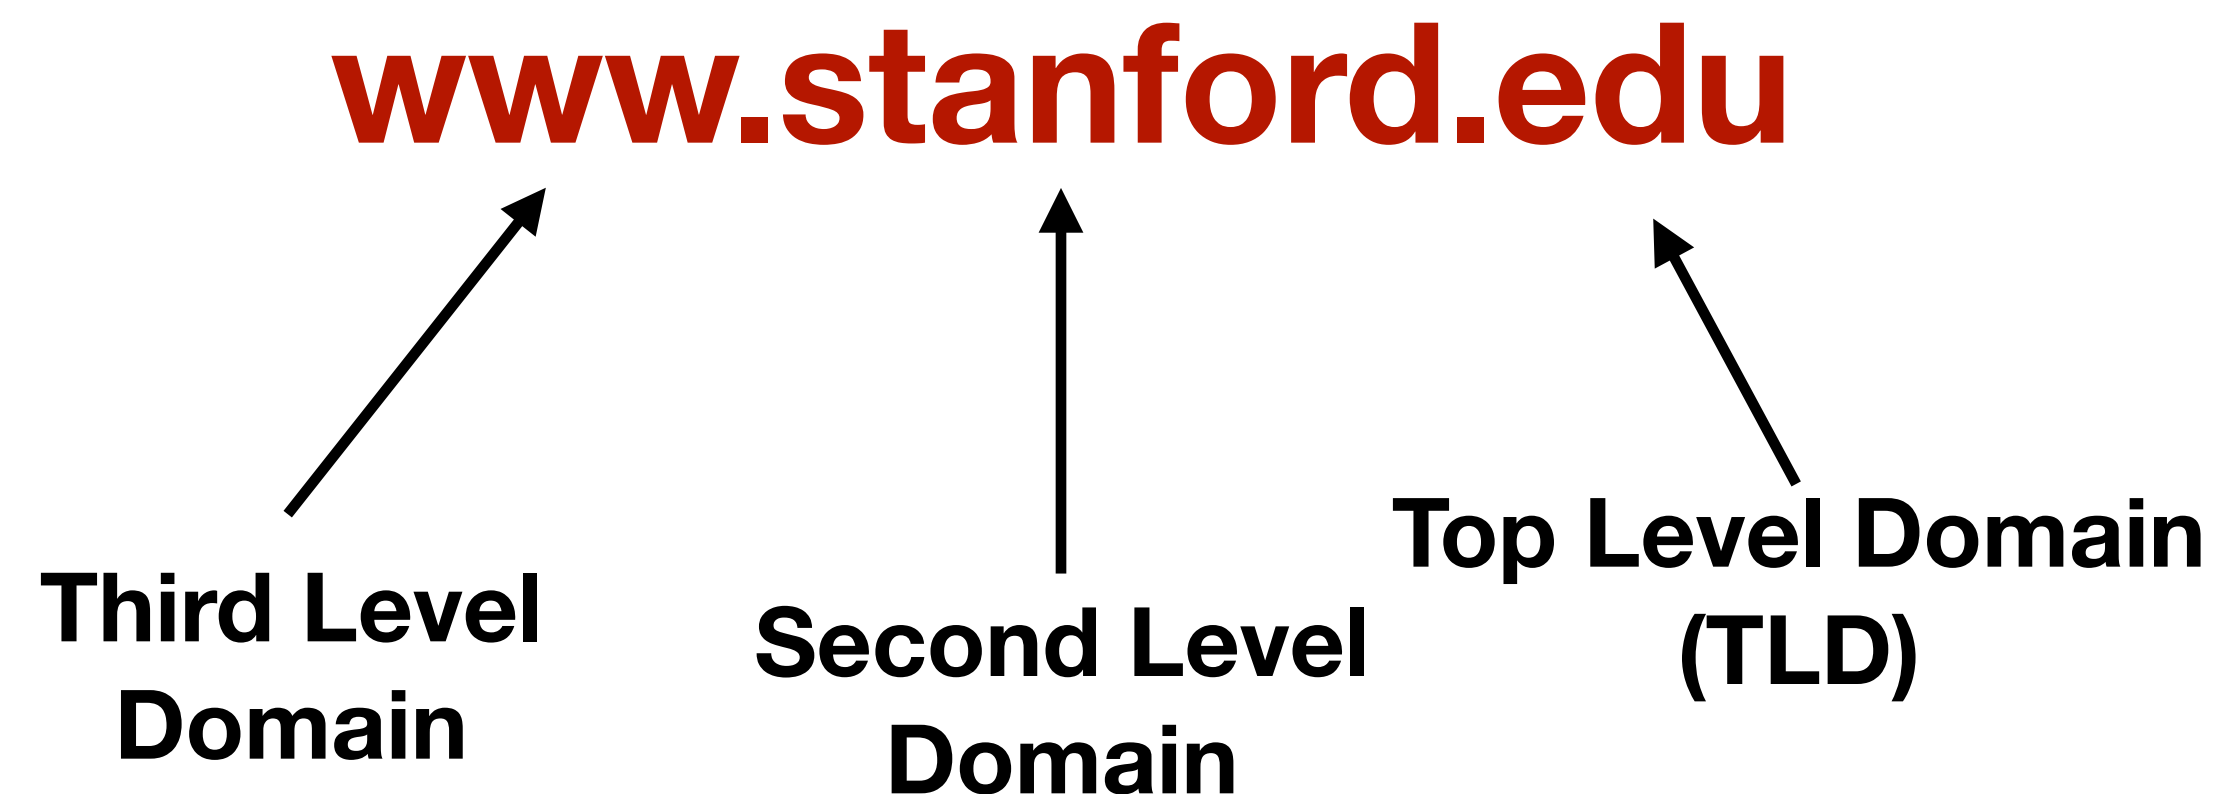 www.stanford.edu
Third Level
Domain
Second Level
Domain
Top Level Domain
(TLD)